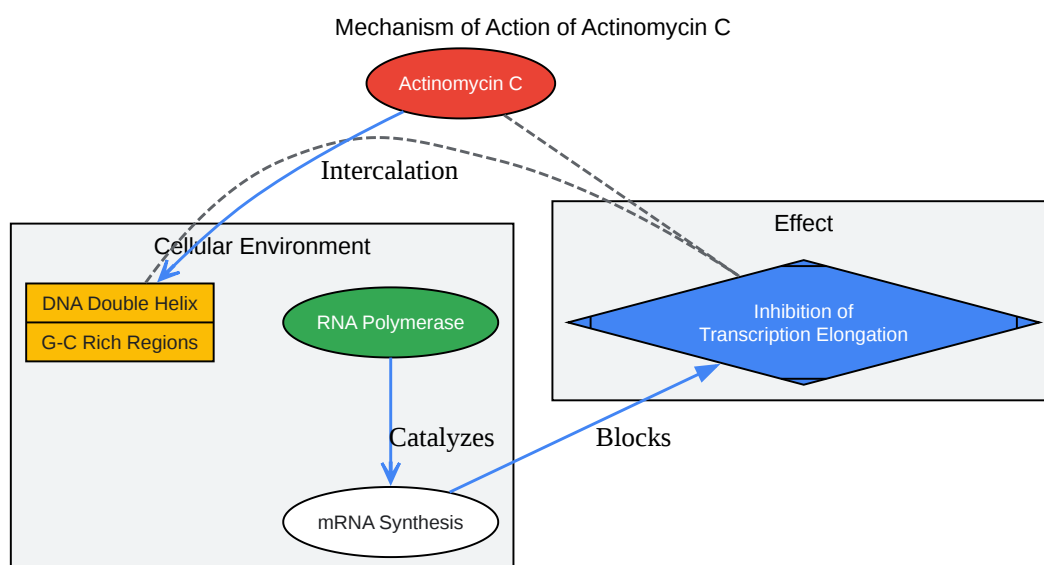 Mechanism of Action of Actinomycin C
Actinomycin C
Intercalation
Cellular Environment
DNA Double Helix
G-C Rich Regions
RNA Polymerase
Catalyzes
mRNA Synthesis
Blocks
Effect
Inhibition of
Transcription Elongation